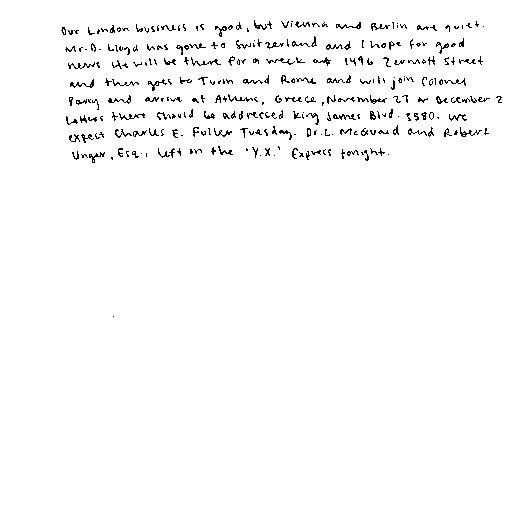 Our London business is good, but Vienna and Berlin are quiet.
Mr. D. Lloyd has gone to Switzerland and I hope for good
news. He will be there for a week at 1496 Zermott Street
and then goes to Turin and Rome and will join Colonel
Parry and arrive at Athens, Greece, November 27 or December 2
Letters there should be addressed King James Blvd. 3580. We
expect Charles E. Fuller Tuesday. Dr. L. McQuaid and Robert
Unger, Esq., left on the 'Y.X.' Express tonight.